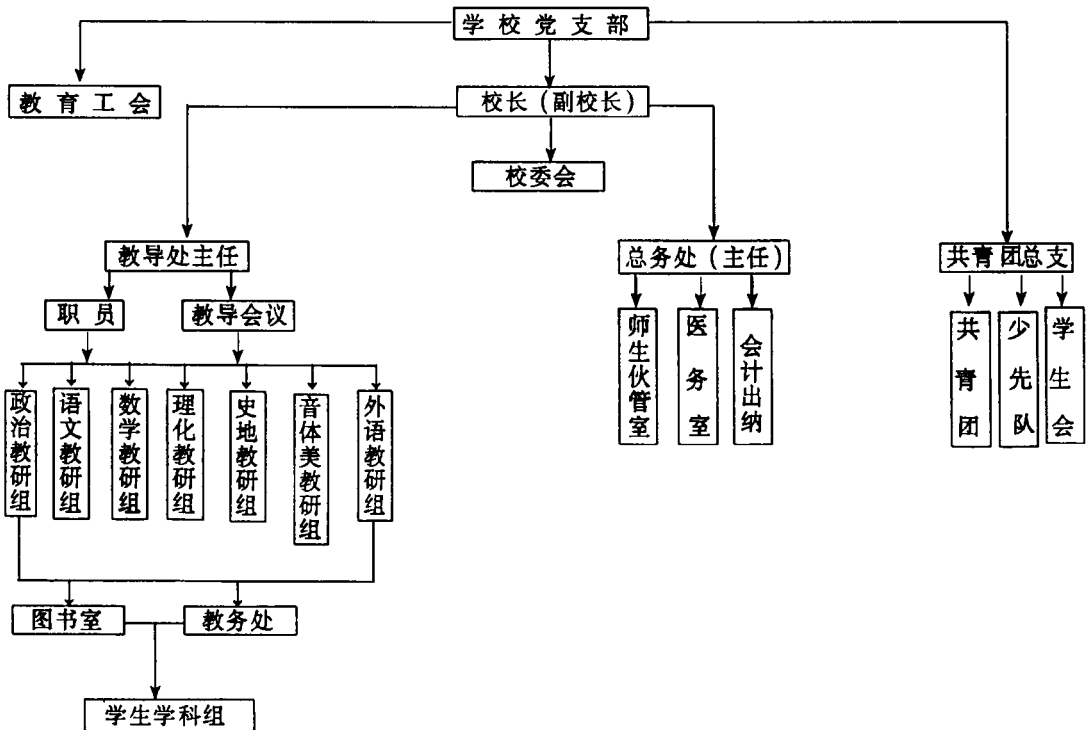 学校党支部
教育工会
校长（副校长）
校委会
教导处主任
总务处（主任）
共青团总支
职员
教导会议
师生伙管室
医务室
会计出纳
共青团
少先队
学生会
政治教研组
语文教研组
数学教研组
理化教研组
史地教研组
音体美教研组
外语教研组
图书室
教务处
学生学科组